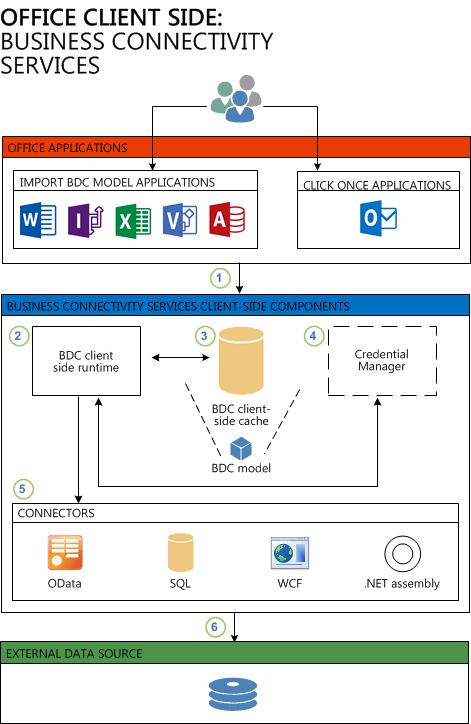 OFFICE CLIENT SIDE:
BUSINESS CONNECTIVITY
SERVICES
OFFICE APPLICATIONS
IMPORT BDC MODEL APPLICATIONS
W
I
X
V
A
CLICK ONCE APPLICATIONS
O
1
BUSINESS CONNECTIVITY SERVICES CLIENT-SIDE COMPONENTS
2
BDC client
side runtime
3
BDC client-
side cache
BDC model
4
Credential
Manager
5
CONNECTORS
OData
SQL
WCF
.NET assembly
6
EXTERNAL DATA SOURCE